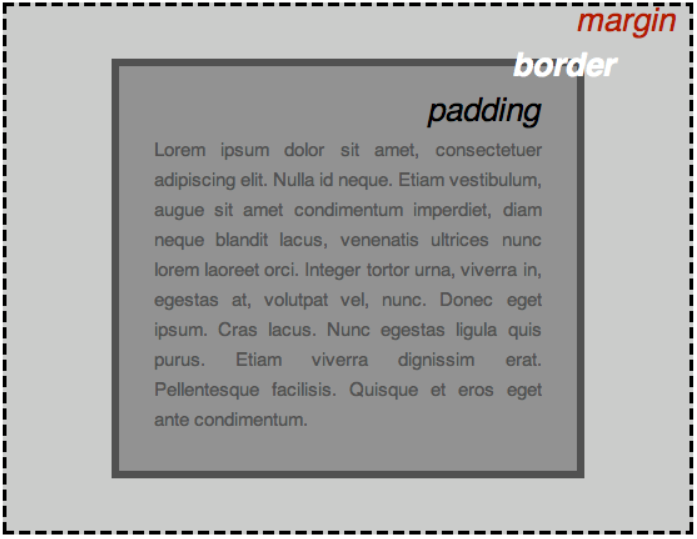 margin
border
padding
Lorem ipsum dolor sit amet, consectetuer
adipiscing elit. Nulla id neque. Etiam vestibulum,
augue sit amet condimentum imperdiet, diam
neque blandit lacus, venenatis ultrices nunc
lorem laoreet orci. Integer tortor urna, viverra in,
egestas at, volutpat vel, nunc. Donec eget
ipsum. Cras lacus. Nunc egestas ligula quis
purus. Etiam viverra dignissim erat.
Pellentesque facilisis. Quisque et eros eget
ante condimentum.